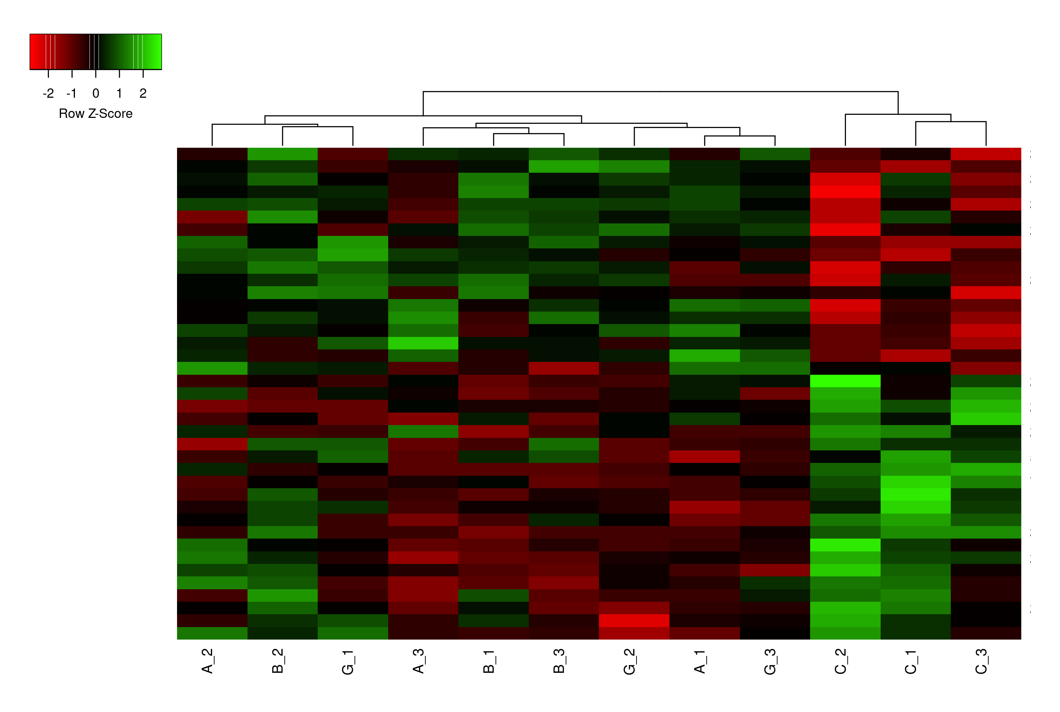 -2 -1 0 1 2
Row Z-Score
A_2 B_2 G_1 A_3 B_1 B_3 G_2 A_1 G_3 C_2 C_1 C_3